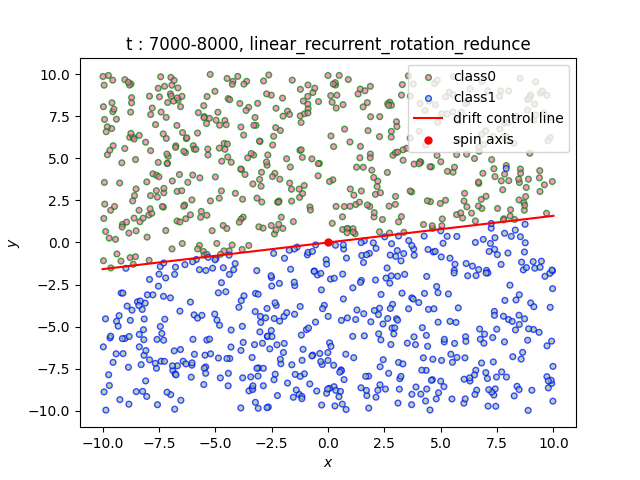 t : 7000-8000, linear_recurrent_rotation_redunce
class0
class1
drift control line
spin axis
10.0
7.5
5.0
2.5
0.0
−2.5
−5.0
−7.5
−10.0
y
−10.0 −7.5 −5.0 −2.5 0.0 2.5 5.0 7.5 10.0
x